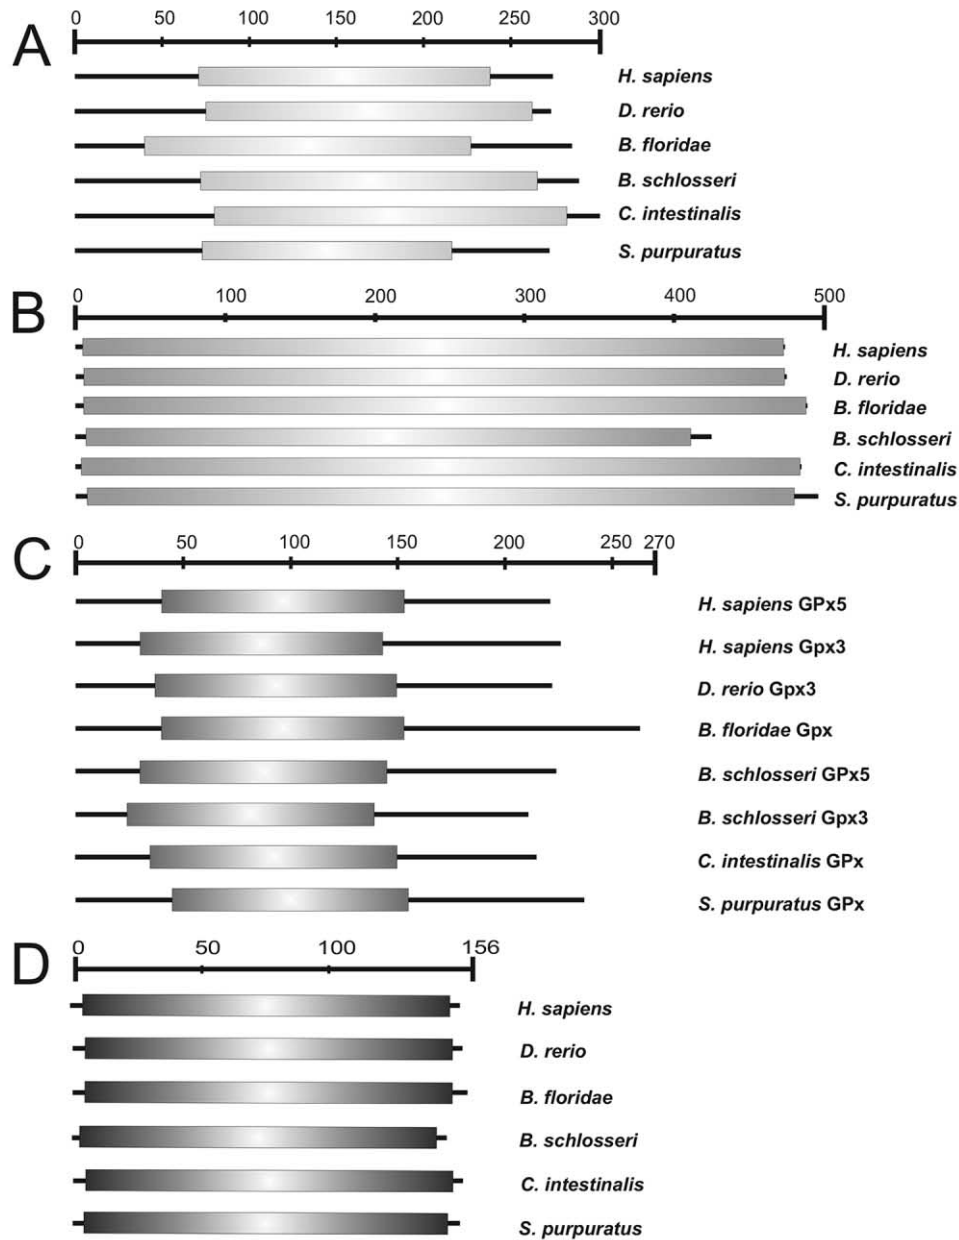 A
0 50 100 150 200 250 300
H. sapiens
D. rerio
B. floridae
B. schlosseri
C. intestinalis
S. purpuratus
B
0 100 200 300 400 500
H. sapiens
D. rerio
B. floridae
B. schlosseri
C. intestinalis
S. purpuratus
C
0 50 100 150 200 250 270
H. sapiens GPx5
H. sapiens Gpx3
D. rerio Gpx3
B. floridae Gpx
B. schlosseri GPx5
B. schlosseri Gpx3
C. intestinalis GPx
S. purpuratus GPx
D
0 50 100 156
H. sapiens
D. rerio
B. floridae
B. schlosseri
C. intestinalis
S. purpuratus